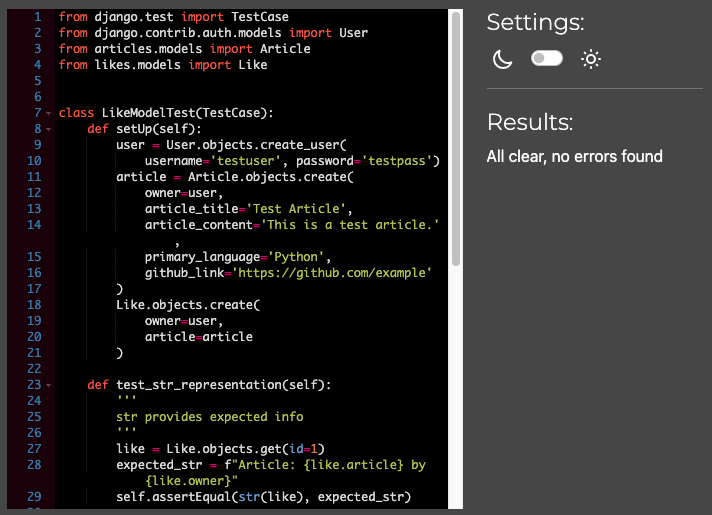 1 from django.test import TestCase
2 from django.contrib.auth.models import User
3 from articles.models import Article
4 from likes.models import Like
5
6
7 class LikeModelTest(TestCase):
8     def setUp(self):
9         user = User.objects.create_user(
10             username='testuser', password='testpass')
11         article = Article.objects.create(
12             owner=user,
13             article_title='Test Article',
14             article_content='This is a test article.'
                ,
15             primary_language='Python',
16             github_link='https://github.com/example'
17         )
18         Like.objects.create(
19             owner=user,
20             article=article
21         )
22
23     def test_str_representation(self):
24         '''
25         str provides expected info
26         '''
27         like = Like.objects.get(id=1)
28         expected_str = f"Article: {like.article} by
            {like.owner}"
29         self.assertEqual(str(like), expected_str)
Settings:
Results:
All clear, no errors found